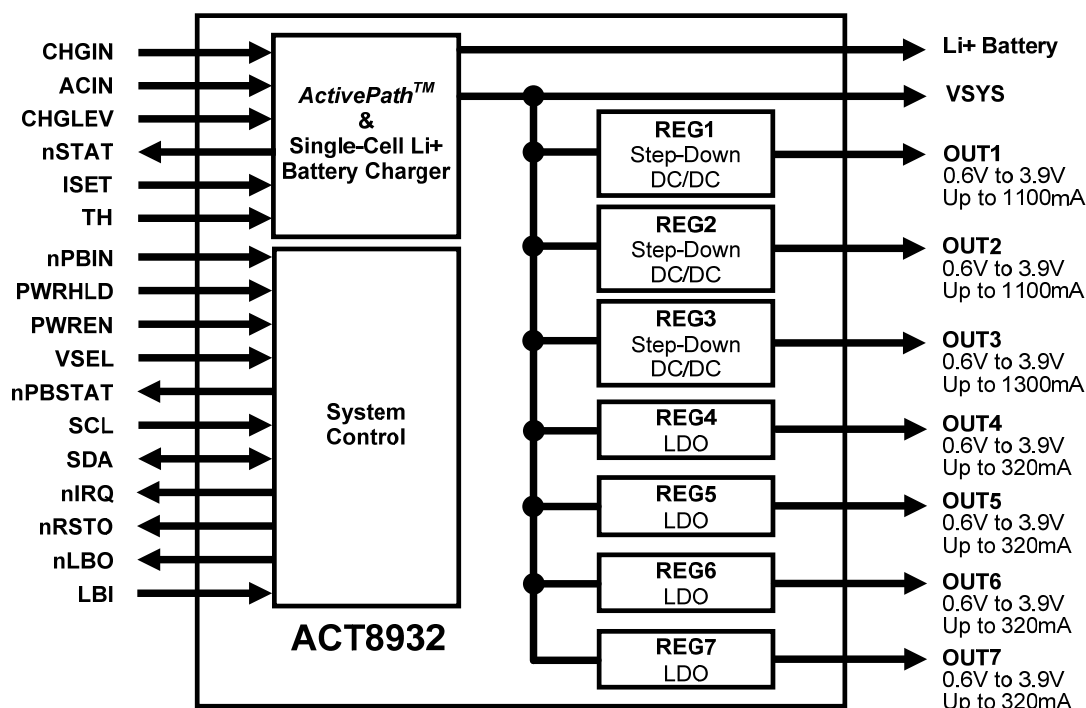 CHGIN
ACIN
CHGLEV
nSTAT
ISET
TH
nPBIN
PWRHLD
PWREN
VSEL
nPBSTAT
SCL
SDA
nIRQ
nRSTO
nLBO
LBI
ActivePath™
&
Single-Cell Li+
Battery Charger
System
Control
ACT8932
REG1
Step-Down
DC/DC
REG2
Step-Down
DC/DC
REG3
Step-Down
DC/DC
REG4
LDO
REG5
LDO
REG6
LDO
REG7
LDO
Li+ Battery
VSYS
OUT1
0.6V to 3.9V
Up to 1100mA
OUT2
0.6V to 3.9V
Up to 1100mA
OUT3
0.6V to 3.9V
Up to 1300mA
OUT4
0.6V to 3.9V
Up to 320mA
OUT5
0.6V to 3.9V
Up to 320mA
OUT6
0.6V to 3.9V
Up to 320mA
OUT7
0.6V to 3.9V
Up to 320mA